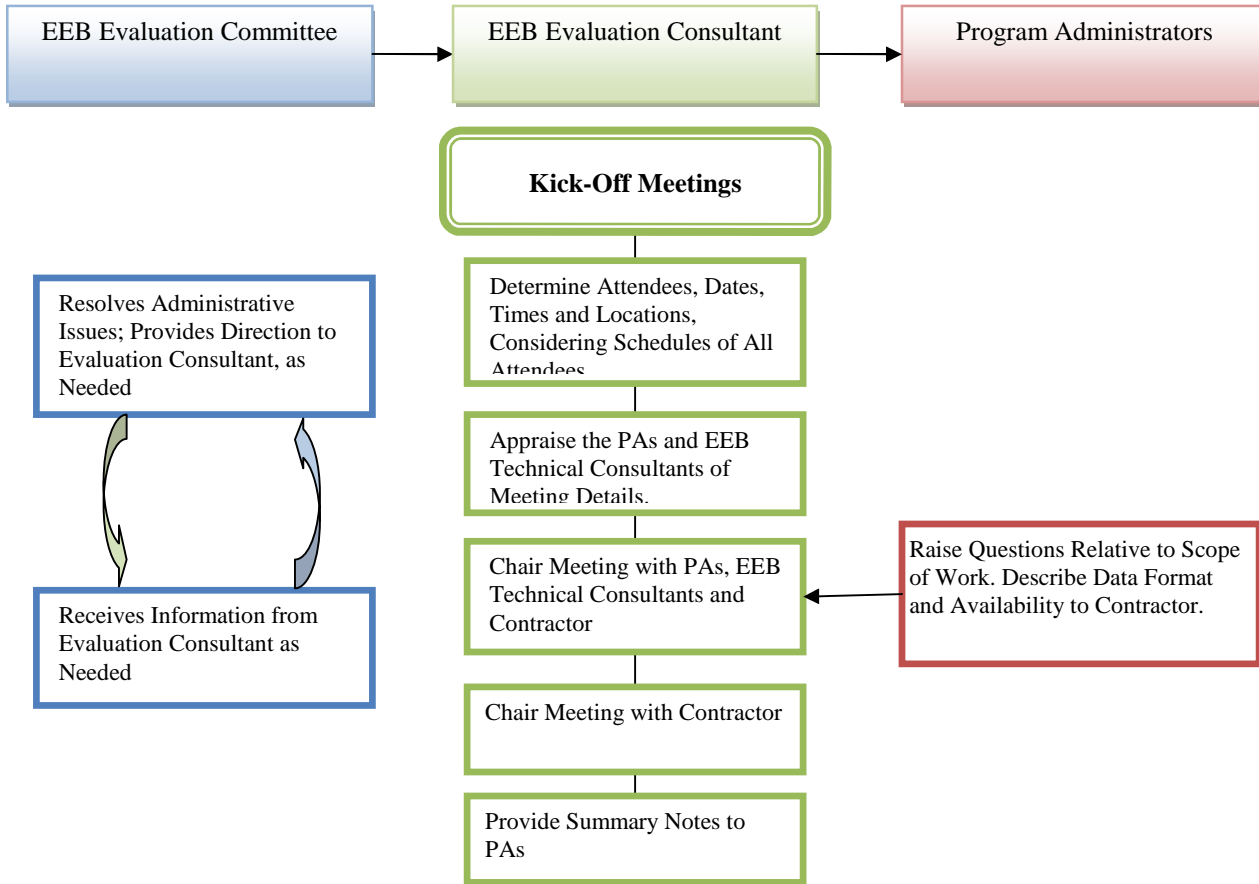 EEB Evaluation Committee
EEB Evaluation Consultant
Program Administrators
Kick-Off Meetings
Resolves Administrative
Issues; Provides Direction to
Evaluation Consultant, as
Needed
Receives Information from
Evaluation Consultant as
Needed
Determine Attendees, Dates,
Times and Locations,
Considering Schedules of All
Attendees
Appraise the PAs and EEB
Technical Consultants of
Meeting Details.
Chair Meeting with PAs, EEB
Technical Consultants and
Contractor
Chair Meeting with Contractor
Provide Summary Notes to
PAs
Raise Questions Relative to Scope
of Work. Describe Data Format
and Availability to Contractor.